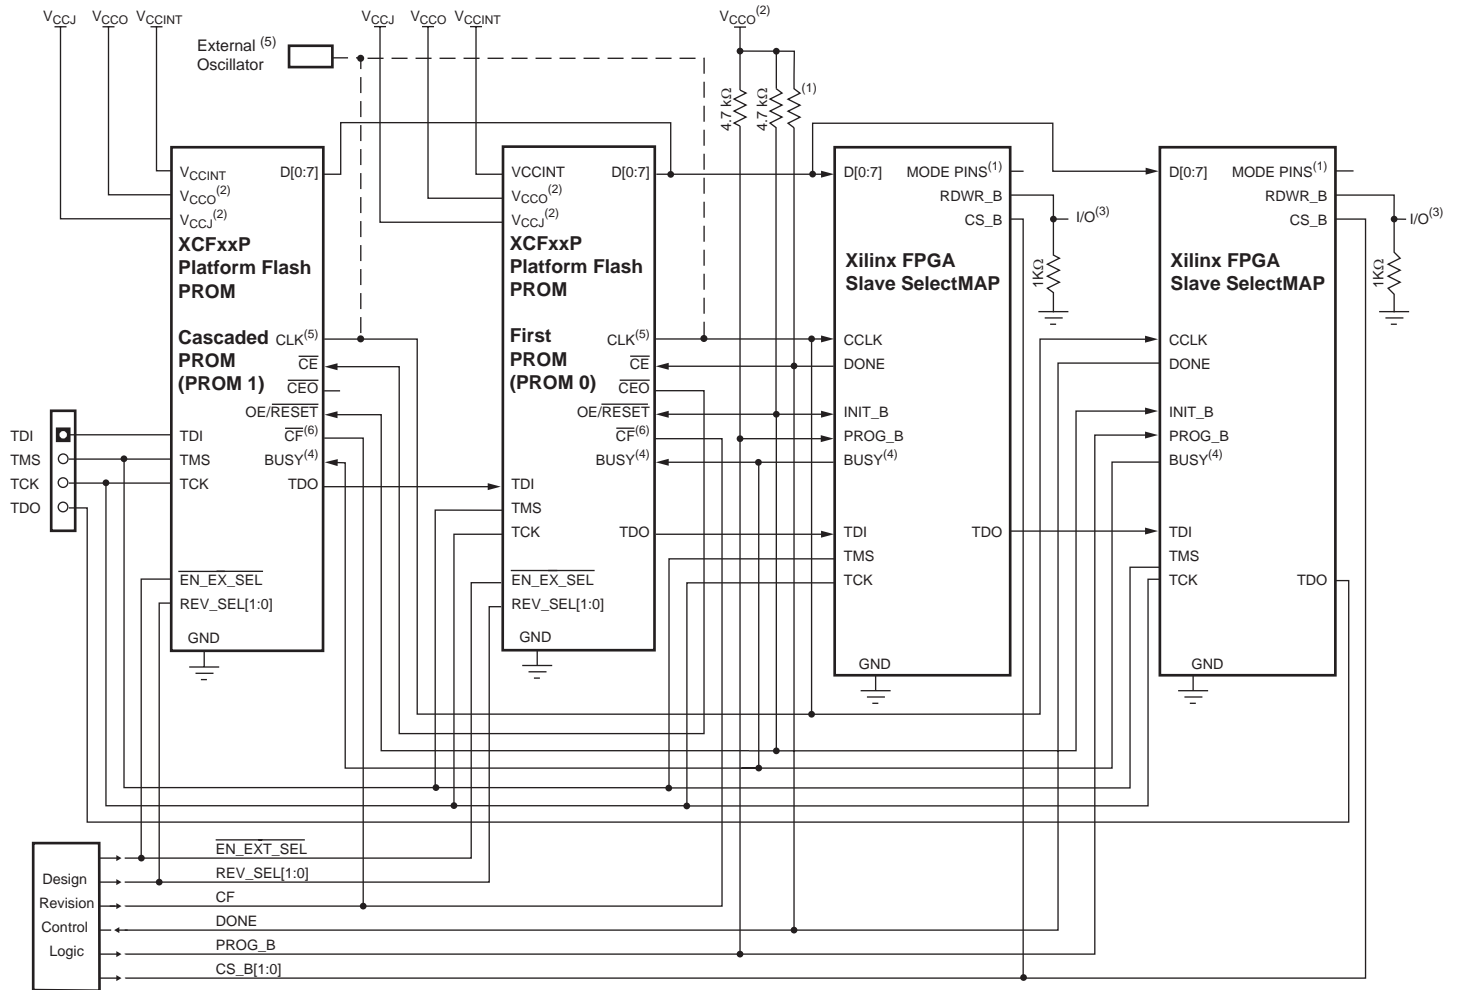 VCCJ VCCO VCCINT
External (5)
Oscillator
VCCJ VCCO VCCINT
VCCO(2)
4.7 kΩ
4.7 kΩ
(1)
VCCINT
VCCO(2)
VCCJ(2)
D[0:7]
XCFxxP
Platform Flash
PROM
Cascaded
PROM
(PROM 1)
CLK(5)
CE
CEO
OE/RESET
CF(6)
BUSY(4)
TDO
TDI
TMS
TCK
EN_EX_SEL
REV_SEL[1:0]
GND
TDI
TMS
TCK
TDO
VCCINT
VCCO(2)
VCCJ(2)
D[0:7]
XCFxxP
Platform Flash
PROM
First
PROM
(PROM 0)
CLK(5)
CE
CEO
OE/RESET
CF(6)
BUSY(4)
TDI
TMS
TCK
TDO
EN_EX_SEL
REV_SEL[1:0]
GND
D[0:7]
MODE PINS(1)
RDWR_B
CS_B
I/O(3)
1KΩ
Xilinx FPGA
Slave SelectMAP
CCLK
DONE
INIT_B
PROG_B
BUSY(4)
TDO
TDI
TMS
TCK
GND
D[0:7]
MODE PINS(1)
RDWR_B
CS_B
I/O(3)
1KΩ
Xilinx FPGA
Slave SelectMAP
CCLK
DONE
INIT_B
PROG_B
BUSY(4)
TDI
TMS
TCK
TDO
GND
Design
Revision
Control
Logic
EN_EXT_SEL
REV_SEL[1:0]
CF
DONE
PROG_B
CS_B[1:0]